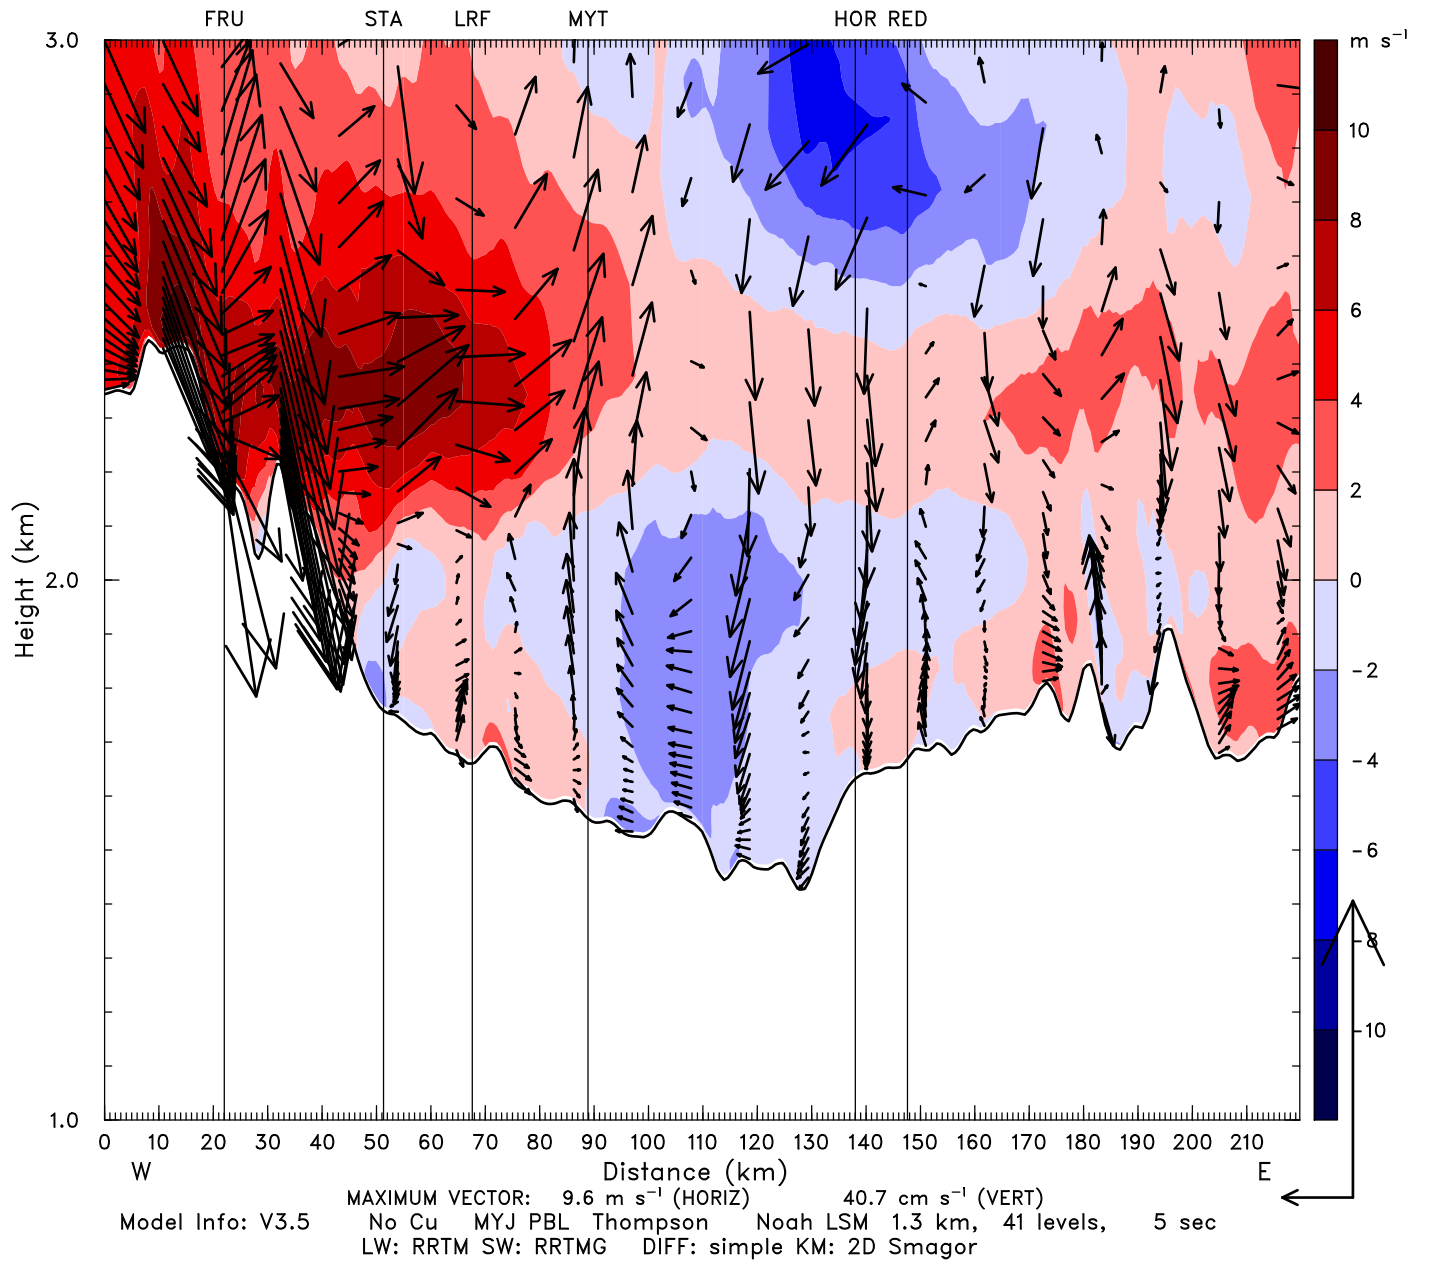 FRU STA LRF MYT HOR RED
3.0
m s⁻¹
10
8
6
4
2
Height (km)
2.0
0
-2
-4
-6
-8
-10
1.0
0 10 20 30 40 50 60 70 80 90 100 110 120 130 140 150 160 170 180 190 200 210
W Distance (km) E
MAXIMUM VECTOR: 9.6 m s⁻¹ (HORIZ) 40.7 cm s⁻¹ (VERT)
Model Info: V3.5 No Cu MYJ PBL Thompson Noah LSM 1.3 km, 41 levels, 5 sec
LW: RRTM SW: RRTMG DIFF: simple KM: 2D Smagor